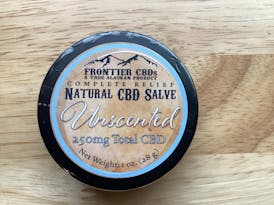 FRONTIER CBDs
A TRUE ALASKAN PRODUCT
COMPLETE RELIEF
NATURAL CBD SALVE
Unscented
250mg Total CBD
Net Weight: 1 oz. (28 g)